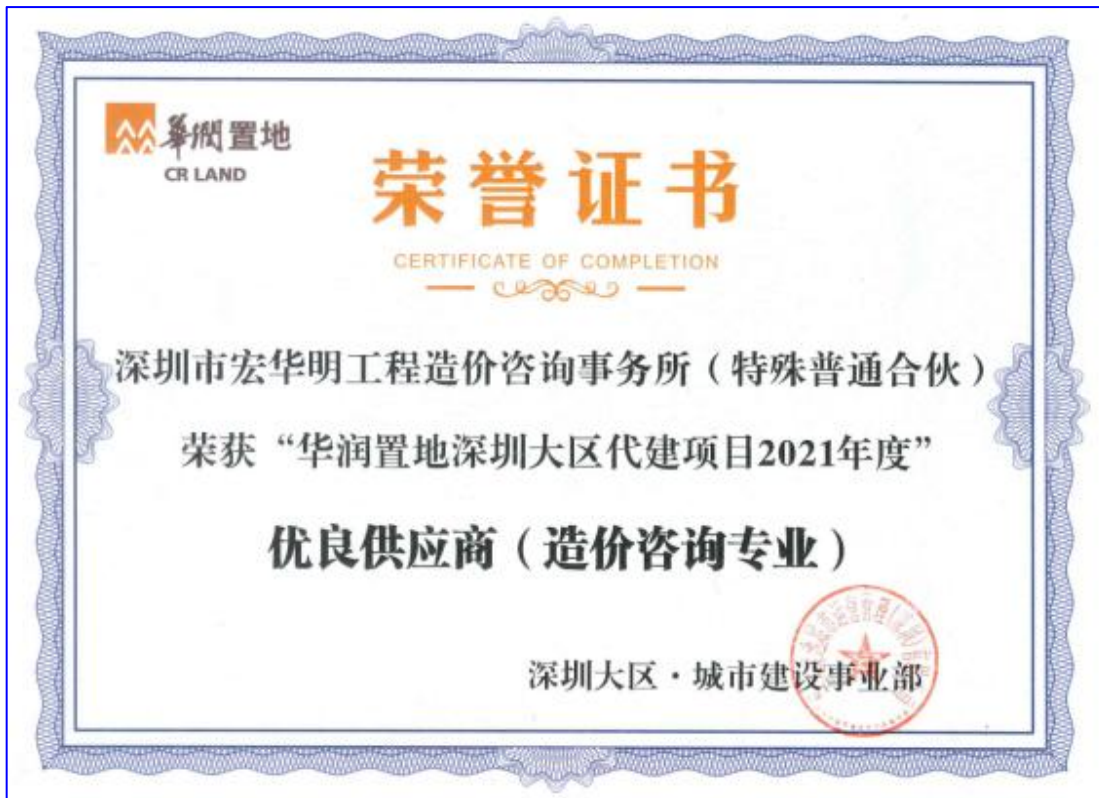 華潤置地
CR LAND
荣誉证书
CERTIFICATE OF COMPLETION
深圳市宏华明工程造价咨询事务所（特殊普通合伙）
荣获“华润置地深圳大区代建项目2021年度”
优良供应商（造价咨询专业）
深圳大区·城市建设事业部